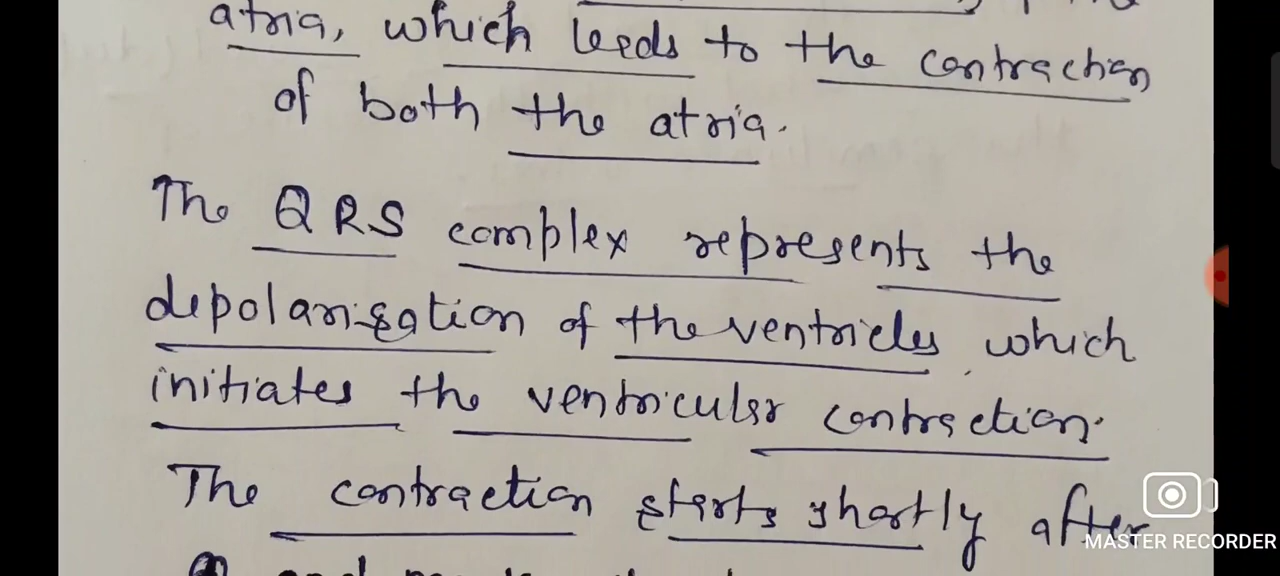 atria, which leeds to the contraction
of both the atria.
The QRS complex represents the
depolarisation of the ventricles which
initiates the ventricular contraction.
The contraction starts shortly after
MASTER RECORDER